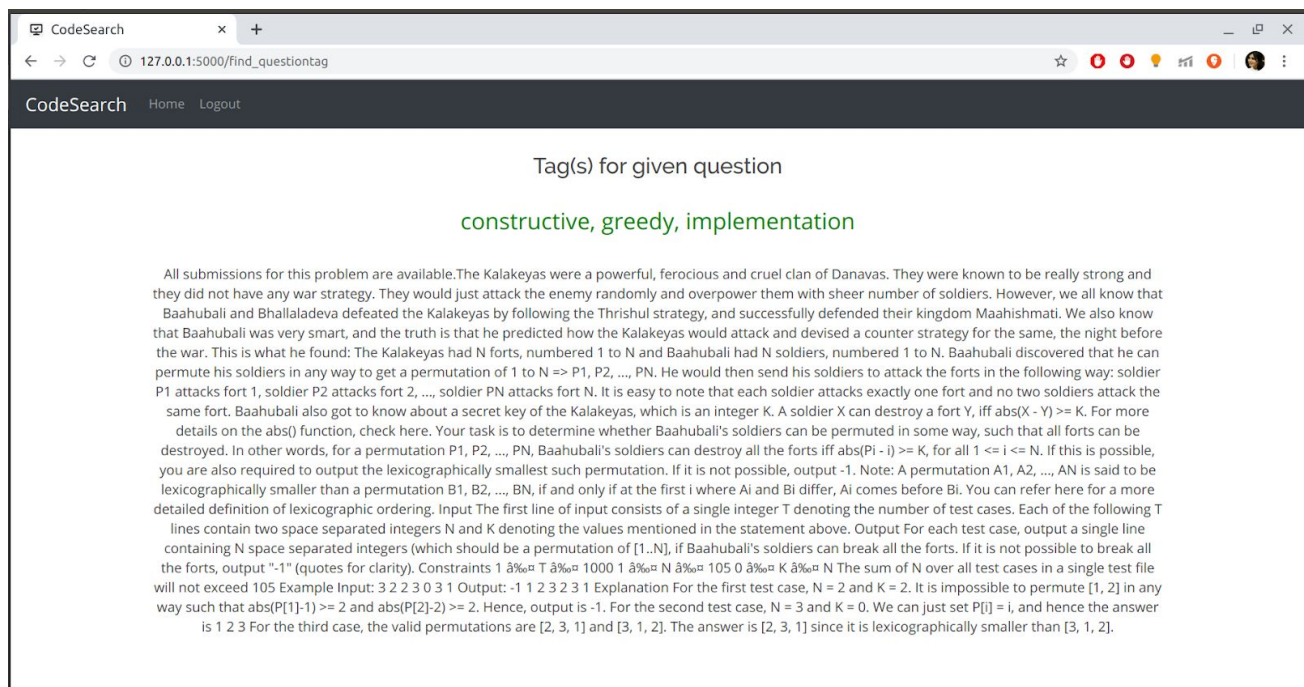 CodeSearch
127.0.0.1:5000/find_questiontag
CodeSearch Home Logout
Tag(s) for given question
constructive, greedy, implementation
All submissions for this problem are available.The Kalakeyas were a powerful, ferocious and cruel clan of Danavas. They were known to be really strong and
they did not have any war strategy. They would just attack the enemy randomly and overpower them with sheer number of soldiers. However, we all know that
Baahubali and Bhallaladeva defeated the Kalakeyas by following the Thrishul strategy, and successfully defended their kingdom Maahishmati. We also know
that Baahubali was very smart, and the truth is that he predicted how the Kalakeyas would attack and devised a counter strategy for the same, the night before
the war. This is what he found: The Kalakeyas had N forts, numbered 1 to N and Baahubali had N soldiers, numbered 1 to N. Baahubali discovered that he can
permute his soldiers in any way to get a permutation of 1 to N => P1, P2, ..., PN. He would then send his soldiers to attack the forts in the following way: soldier
P1 attacks fort 1, soldier P2 attacks fort 2, ..., soldier PN attacks fort N. It is easy to note that each soldier attacks exactly one fort and no two soldiers attack the
same fort. Baahubali also got to know about a secret key of the Kalakeyas, which is an integer K. A soldier X can destroy a fort Y, iff abs(X - Y) >= K. For more
details on the abs() function, check here. Your task is to determine whether Baahubali's soldiers can be permuted in some way, such that all forts can be
destroyed. In other words, for a permutation P1, P2, ..., PN, Baahubali's soldiers can destroy all the forts iff abs(Pi - i) >= K, for all 1 <= i <= N. If this is possible,
you are also required to output the lexicographically smallest such permutation. If it is not possible, output -1. Note: A permutation A1, A2, ..., AN is said to be
lexicographically smaller than a permutation B1, B2, ..., BN, if and only if at the first i where Ai and Bi differ, Ai comes before Bi. You can refer here for a more
detailed definition of lexicographic ordering. Input The first line of input consists of a single integer T denoting the number of test cases. Each of the following T
lines contain two space separated integers N and K denoting the values mentioned in the statement above. Output For each test case, output a single line
containing N space separated integers (which should be a permutation of [1..N], if Baahubali's soldiers can break all the forts. If it is not possible to break all
the forts, output "-1" (quotes for clarity). Constraints 1 â‰¤ T â‰¤ 1000 1 â‰¤ N â‰¤ 105 0 â‰¤ K â‰¤ N The sum of N over all test cases in a single test file
will not exceed 105 Example Input: 3 2 2 3 0 3 1 Output: -1 1 2 3 2 3 1 Explanation For the first test case, N = 2 and K = 2. It is impossible to permute [1, 2] in any
way such that abs(P[1]-1) >= 2 and abs(P[2]-2) >= 2. Hence, output is -1. For the second test case, N = 3 and K = 0. We can just set P[i] = i, and hence the answer
is 1 2 3 For the third case, the valid permutations are [2, 3, 1] and [3, 1, 2]. The answer is [2, 3, 1] since it is lexicographically smaller than [3, 1, 2].